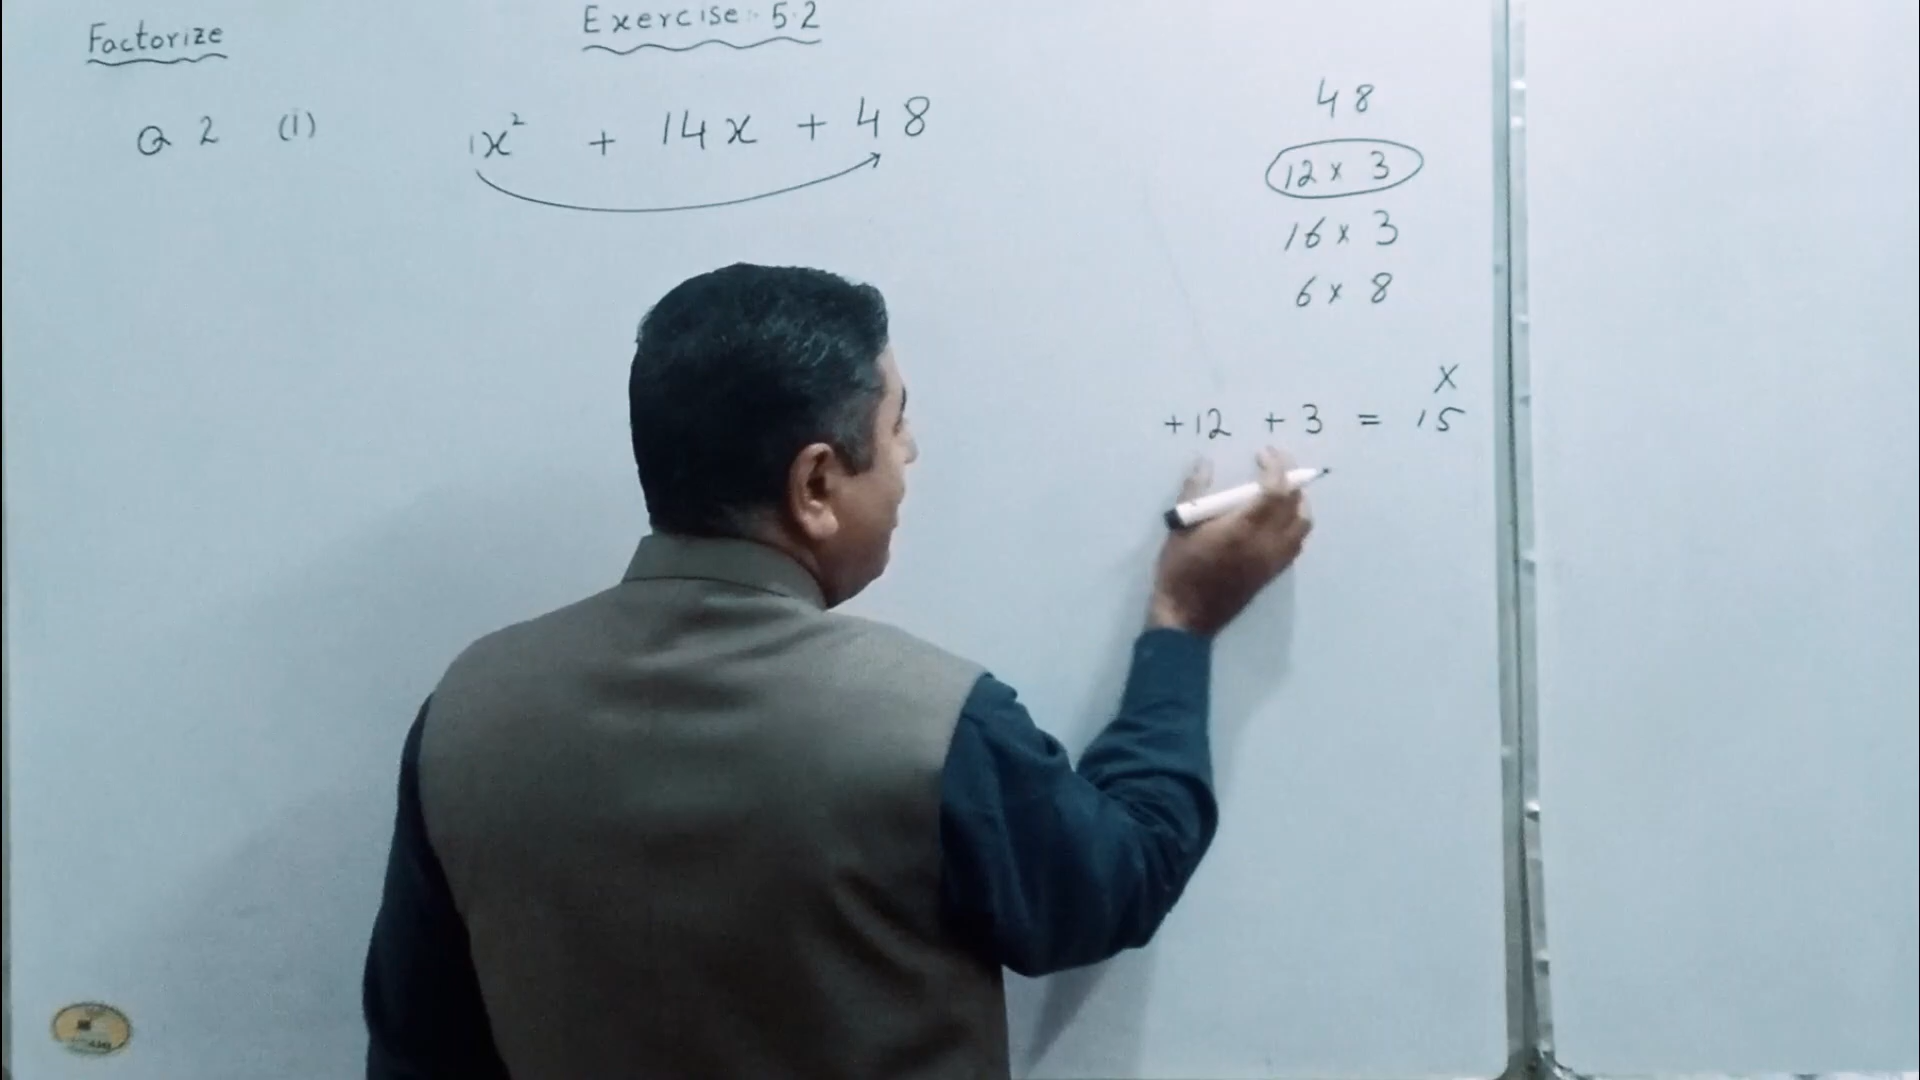 Factorize
Exercise:- 5.2
Q 2 (i) 1x² + 14x + 48
48
12 x 3
16 x 3
6 x 8
x
+12 + 3 = 15